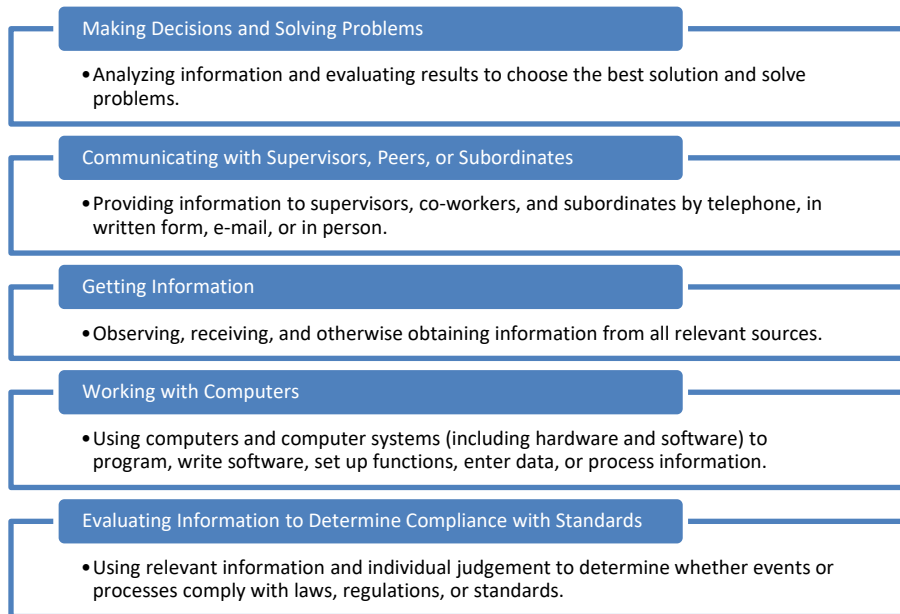 Making Decisions and Solving Problems
•Analyzing information and evaluating results to choose the best solution and solve
problems.
Communicating with Supervisors, Peers, or Subordinates
•Providing information to supervisors, co-workers, and subordinates by telephone, in
written form, e-mail, or in person.
Getting Information
•Observing, receiving, and otherwise obtaining information from all relevant sources.
Working with Computers
•Using computers and computer systems (including hardware and software) to
program, write software, set up functions, enter data, or process information.
Evaluating Information to Determine Compliance with Standards
•Using relevant information and individual judgement to determine whether events or
processes comply with laws, regulations, or standards.